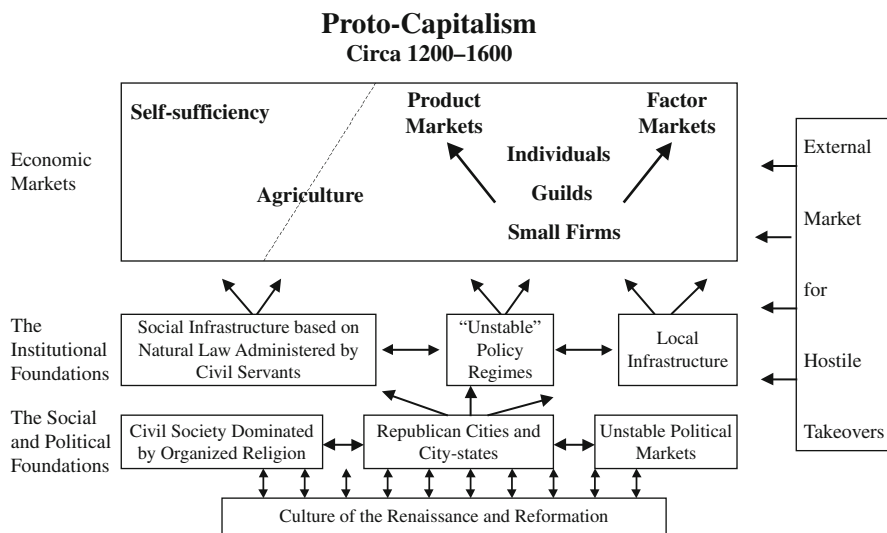 Proto-Capitalism
Circa 1200–1600
Economic
Markets
Self-sufficiency
Agriculture
Product
Markets
Factor
Markets
Individuals
Guilds
Small Firms
The
Institutional
Foundations
Social Infrastructure based on
Natural Law Administered by
Civil Servants
“Unstable”
Policy
Regimes
Local
Infrastructure
The Social
and Political
Foundations
Civil Society Dominated
by Organized Religion
Republican Cities and
City-states
Unstable Political
Markets
Culture of the Renaissance and Reformation
External
Market
for
Hostile
Takeovers